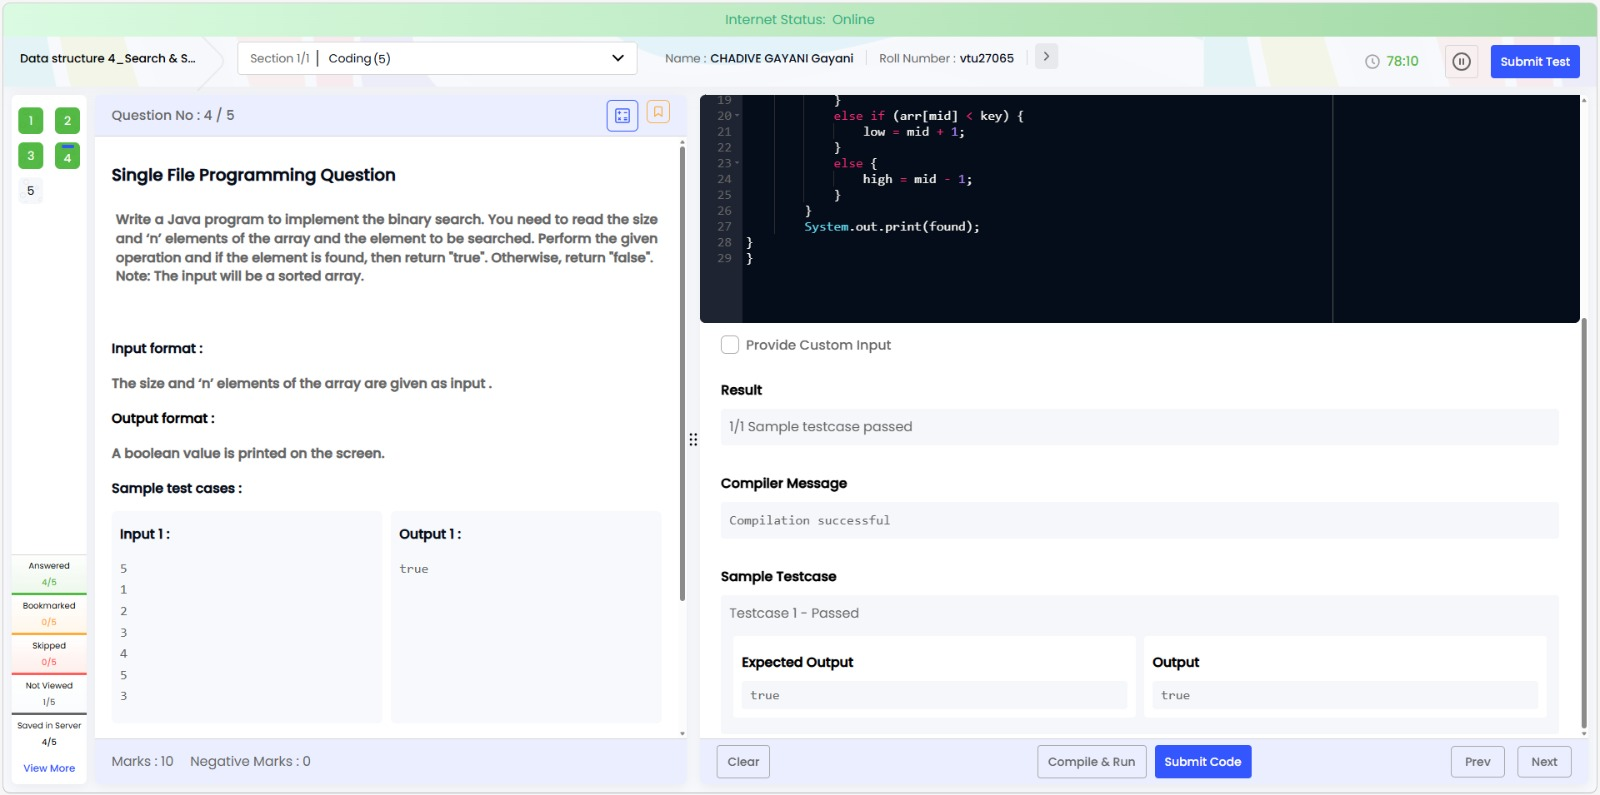 Internet Status: Online
Data structure 4_Search & S...
Section 1/1 | Coding (5)
Name : CHADIVE GAYANI Gayani
Roll Number : vtu27065
78:10
Submit Test
1
2
3
4
5
Answered
4/5
Bookmarked
0/5
Skipped
0/5
Not Viewed
1/5
Saved in Server
4/5
View More
Question No : 4 / 5
Single File Programming Question
Write a Java program to implement the binary search. You need to read the size
and ‘n’ elements of the array and the element to be searched. Perform the given
operation and if the element is found, then return "true". Otherwise, return "false".
Note: The input will be a sorted array.
Input format :
The size and ‘n’ elements of the array are given as input .
Output format :
A boolean value is printed on the screen.
Sample test cases :
Input 1 :
5
1
2
3
4
5
3
Output 1 :
true
Marks : 10 Negative Marks : 0
19 }
20 else if (arr[mid] < key) {
21 low = mid + 1;
22 }
23 else {
24 high = mid - 1;
25 }
26 }
27 System.out.print(found);
28 }
29 }
Provide Custom Input
Result
1/1 Sample testcase passed
Compiler Message
Compilation successful
Sample Testcase
Testcase 1 - Passed
Expected Output
true
Output
true
Clear
Compile & Run
Submit Code
Prev
Next